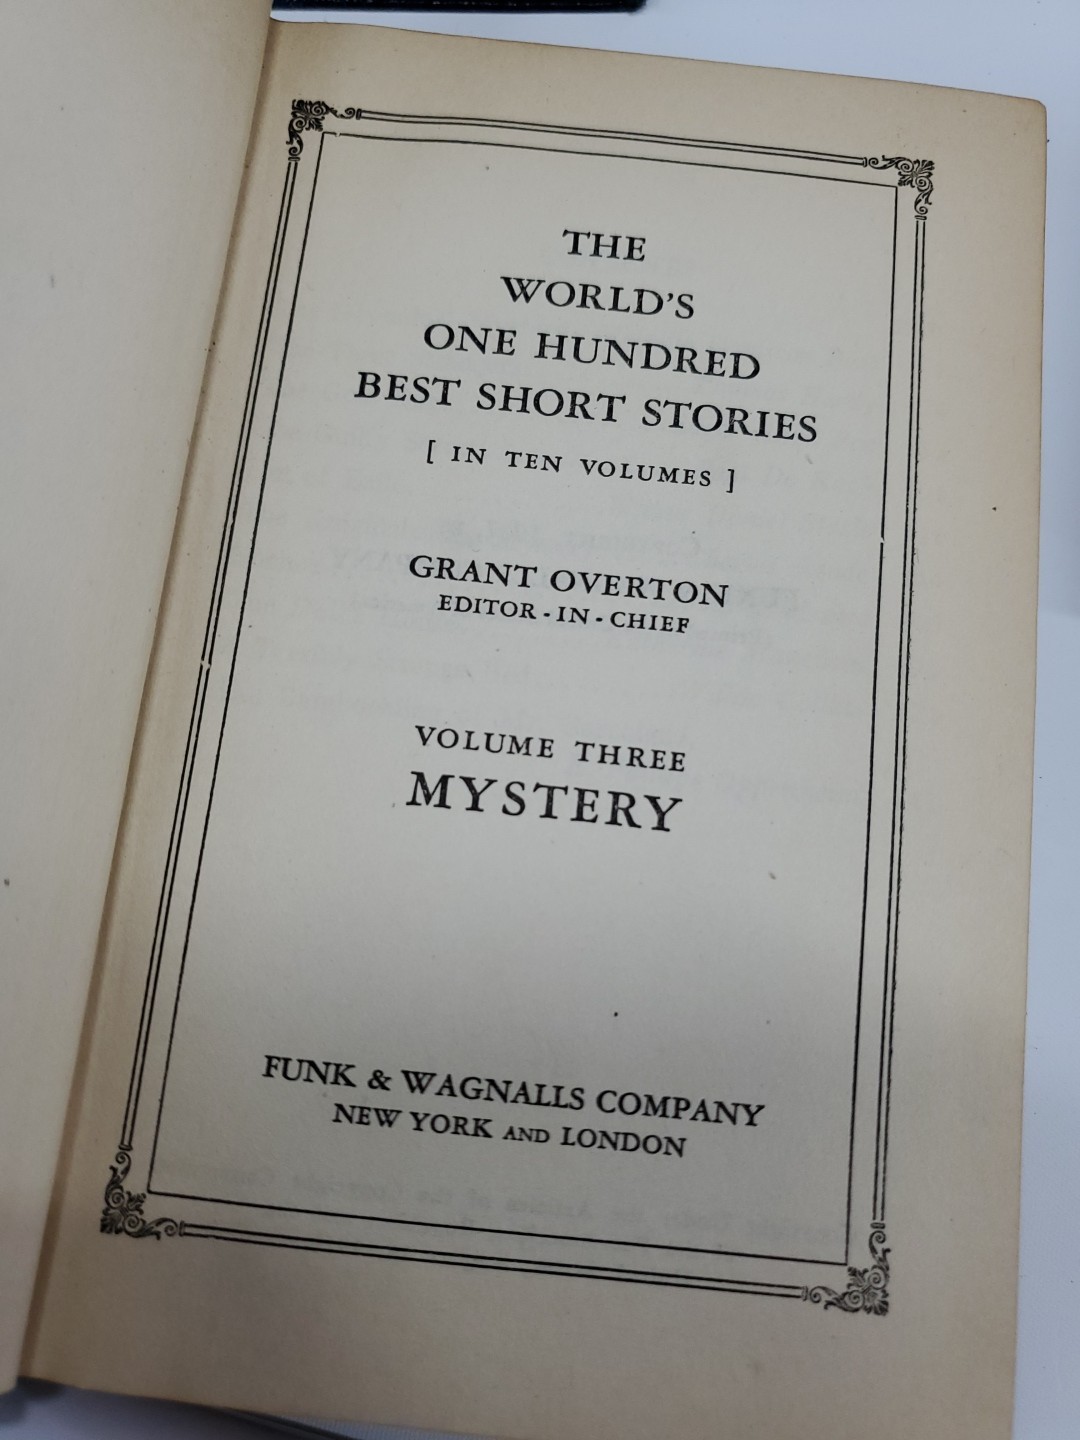 THE
WORLD'S
ONE HUNDRED
BEST SHORT STORIES
[ IN TEN VOLUMES ]
GRANT OVERTON
EDITOR-IN-CHIEF
VOLUME THREE
MYSTERY
FUNK & WAGNALLS COMPANY
NEW YORK AND LONDON